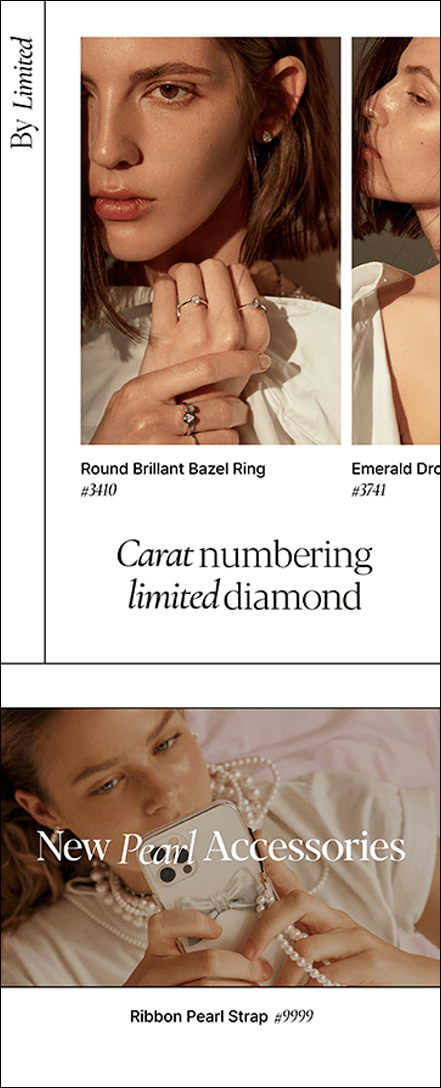 By Limited
Round Brillant Bazel Ring
#3410
Emerald Dro
#3741
Carat numbering
limited diamond
New Pearl Accessories
Ribbon Pearl Strap #9999